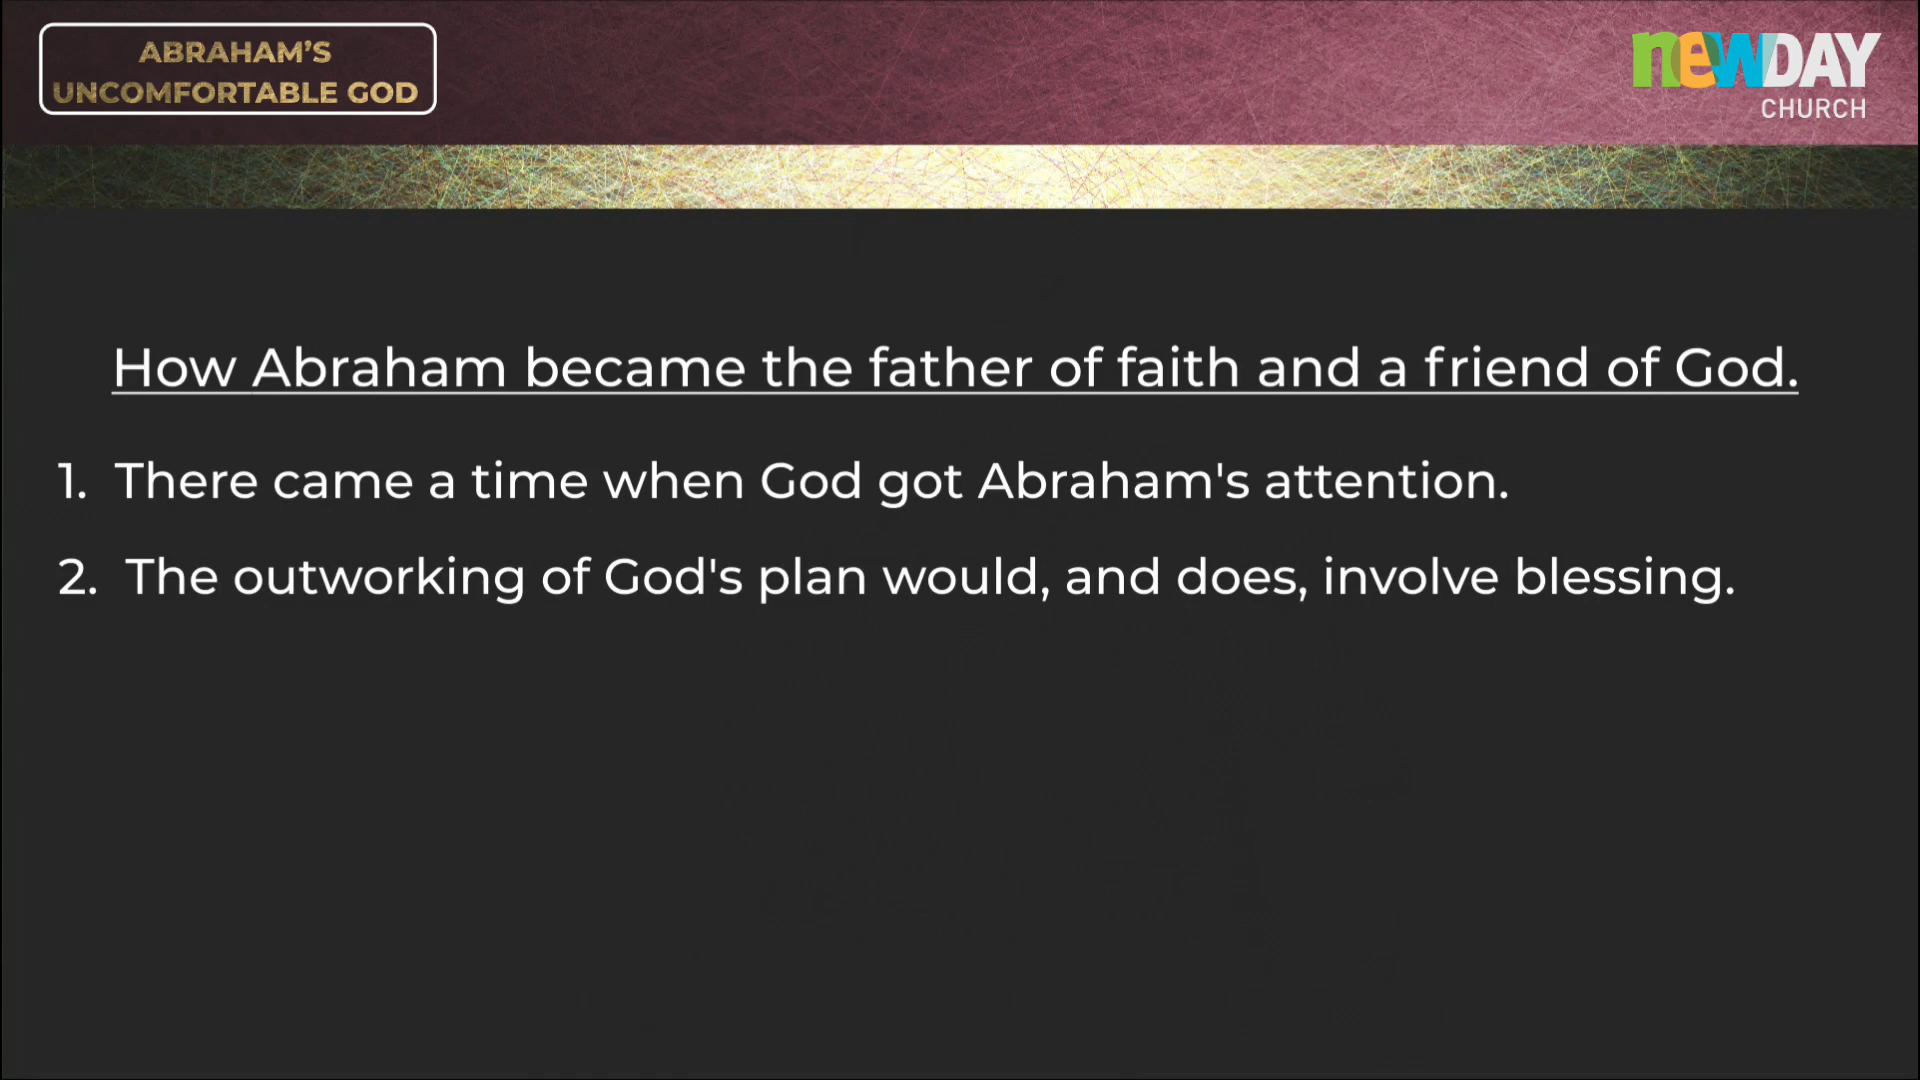 ABRAHAM’S
UNCOMFORTABLE GOD
newDAY
CHURCH
How Abraham became the father of faith and a friend of God.
1. There came a time when God got Abraham's attention.
2. The outworking of God's plan would, and does, involve blessing.